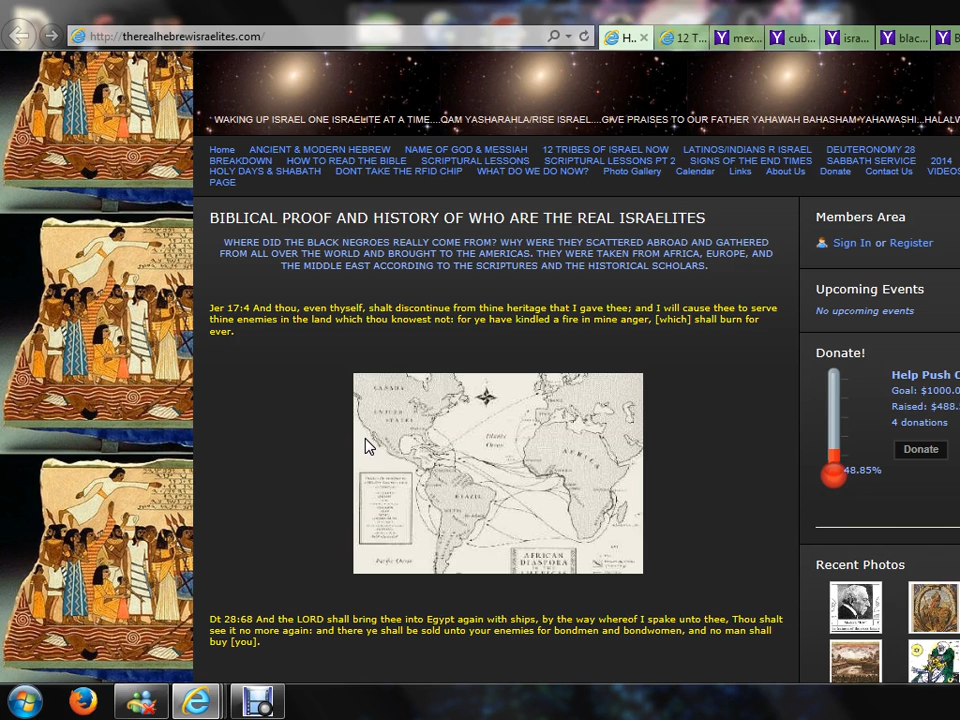 http://therealhebrewisraelites.com/
H...
12 T...
mex...
cub...
isra...
blac...
B
WAKING UP ISRAEL ONE ISRAELITE AT A TIME....QAM YASHARAHLA/RISE ISRAEL....GIVE PRAISES TO OUR FATHER YAHAWAH BAHASHAM YAHAWASHI...HALALW
Home ANCIENT & MODERN HEBREW NAME OF GOD & MESSIAH 12 TRIBES OF ISRAEL NOW LATINOS/INDIANS R ISRAEL DEUTERONOMY 28
BREAKDOWN HOW TO READ THE BIBLE SCRIPTURAL LESSONS SCRIPTURAL LESSONS PT 2 SIGNS OF THE END TIMES SABBATH SERVICE 2014
HOLY DAYS & SHABATH DONT TAKE THE RFID CHIP WHAT DO WE DO NOW? Photo Gallery Calendar Links About Us Donate Contact Us VIDEOS
PAGE
BIBLICAL PROOF AND HISTORY OF WHO ARE THE REAL ISRAELITES
WHERE DID THE BLACK NEGROES REALLY COME FROM? WHY WERE THEY SCATTERED ABROAD AND GATHERED
FROM ALL OVER THE WORLD AND BROUGHT TO THE AMERICAS. THEY WERE TAKEN FROM AFRICA, EUROPE, AND
THE MIDDLE EAST ACCORDING TO THE SCRIPTURES AND THE HISTORICAL SCHOLARS.
Jer 17:4 And thou, even thyself, shalt discontinue from thine heritage that I gave thee; and I will cause thee to serve
thine enemies in the land which thou knowest not: for ye have kindled a fire in mine anger, [which] shall burn for
ever.
CANADA
UNITED
STATES
Atlantic
Ocean
AFRICA
BRAZIL
Pacific Ocean
AFRICAN
DIASPORA
Dt 28:68 And the LORD shall bring thee into Egypt again with ships, by the way whereof I spake unto thee, Thou shalt
see it no more again: and there ye shall be sold unto your enemies for bondmen and bondwomen, and no man shall
buy [you].
Members Area
Sign In or Register
Upcoming Events
No upcoming events
Donate!
Help Push O
Goal: $1000.0
Raised: $488.
4 donations
Donate
48.85%
Recent Photos